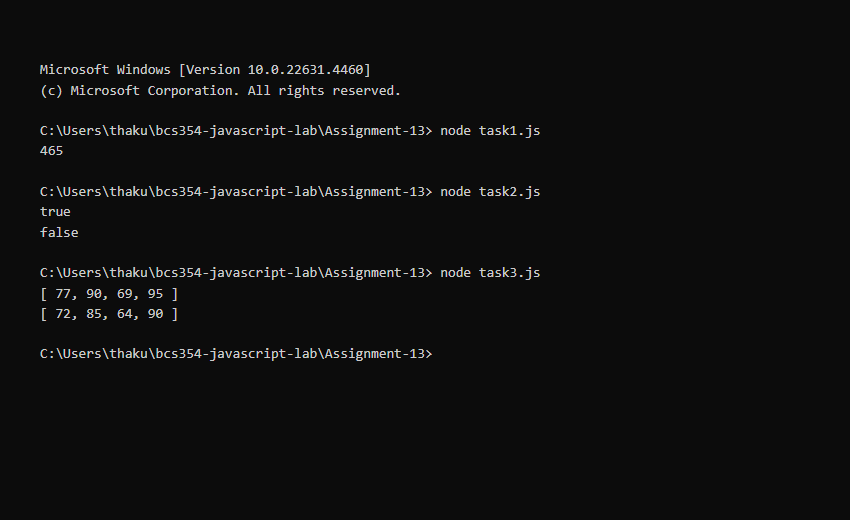 Microsoft Windows [Version 10.0.22631.4460]
(c) Microsoft Corporation. All rights reserved.
C:\Users\thaku\bcs354-javascript-lab\Assignment-13> node task1.js
465
C:\Users\thaku\bcs354-javascript-lab\Assignment-13> node task2.js
true
false
C:\Users\thaku\bcs354-javascript-lab\Assignment-13> node task3.js
[ 77, 90, 69, 95 ]
[ 72, 85, 64, 90 ]
C:\Users\thaku\bcs354-javascript-lab\Assignment-13>